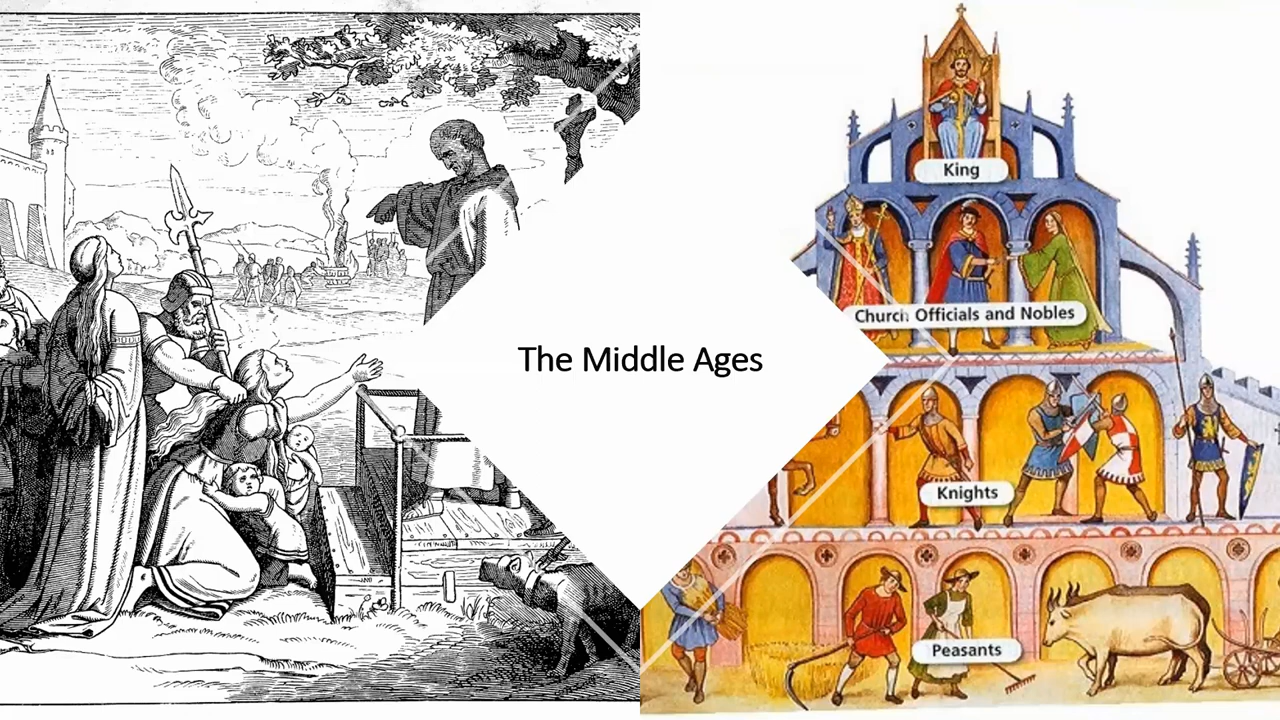 The Middle Ages
King
Church Officials and Nobles
Knights
Peasants